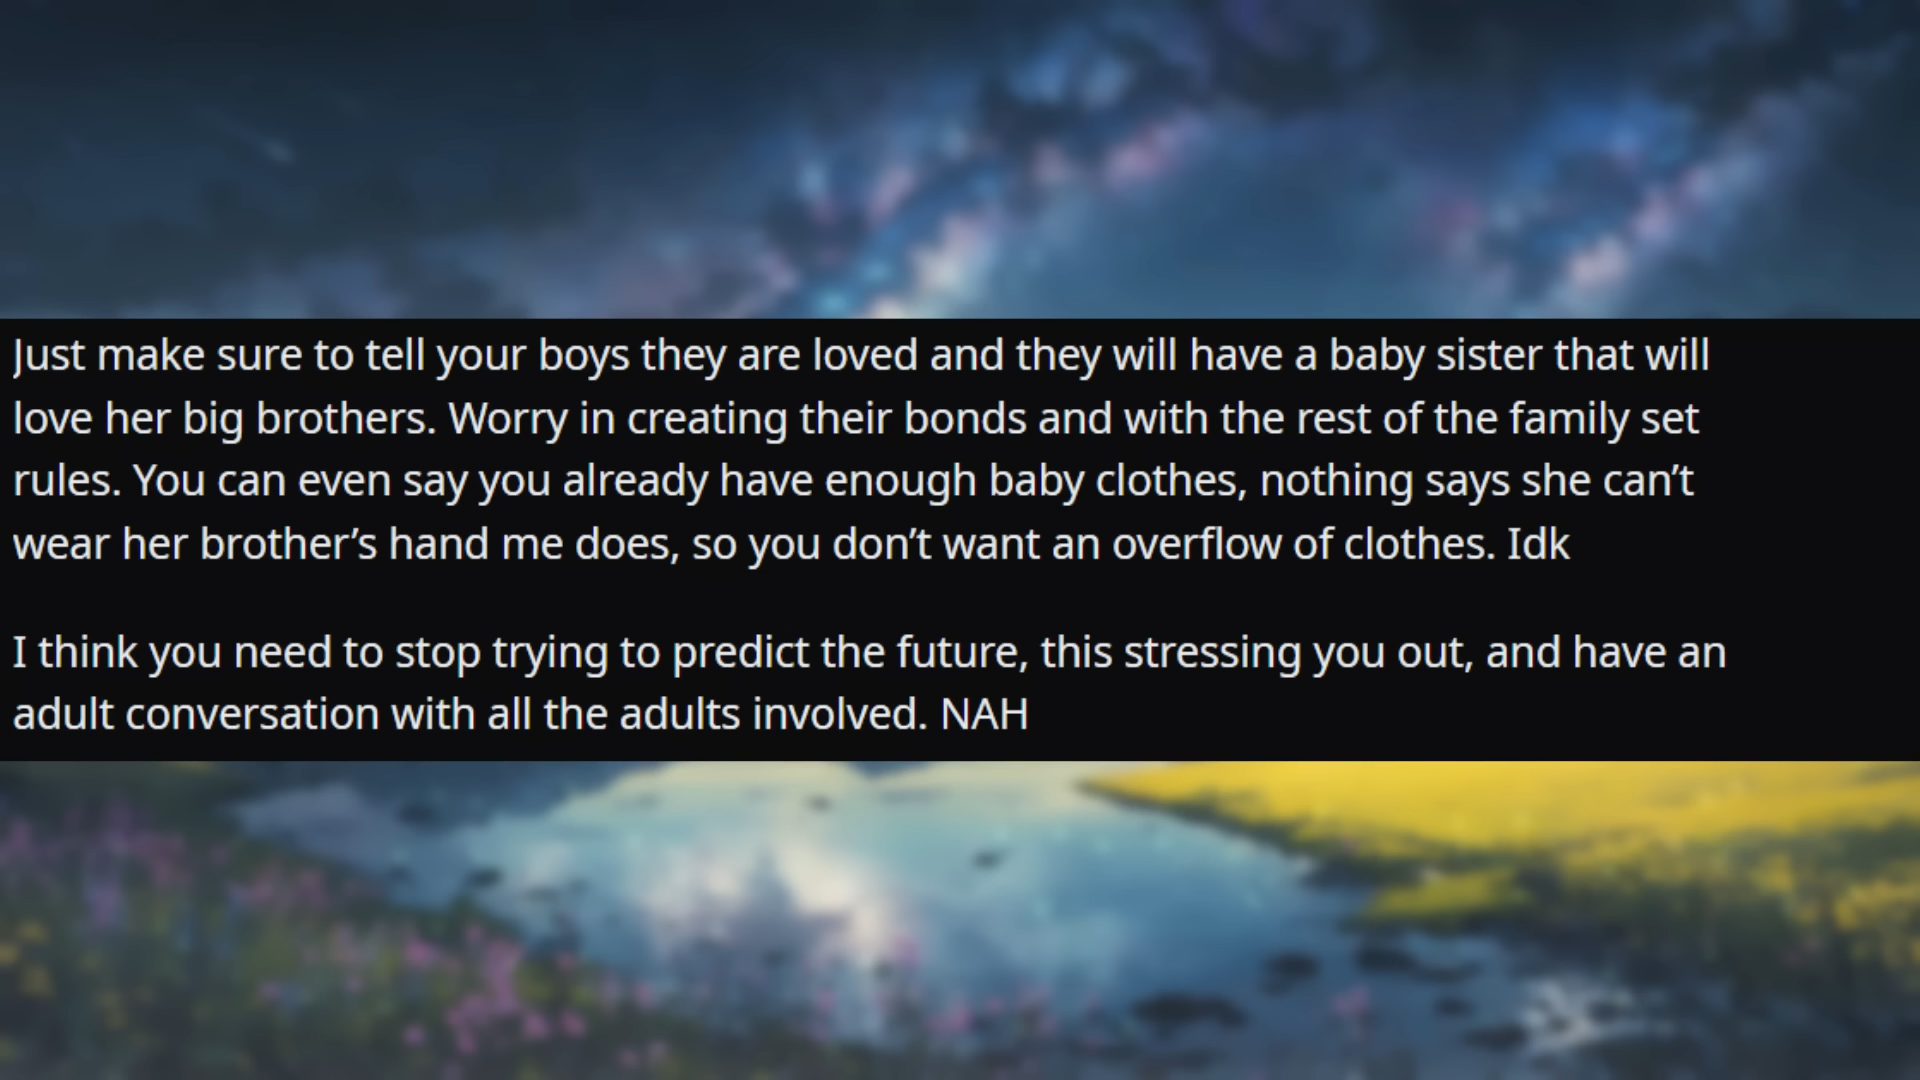 Just make sure to tell your boys they are loved and they will have a baby sister that will
love her big brothers. Worry in creating their bonds and with the rest of the family set
rules. You can even say you already have enough baby clothes, nothing says she can’t
wear her brother’s hand me does, so you don’t want an overflow of clothes. Idk
I think you need to stop trying to predict the future, this stressing you out, and have an
adult conversation with all the adults involved. NAH